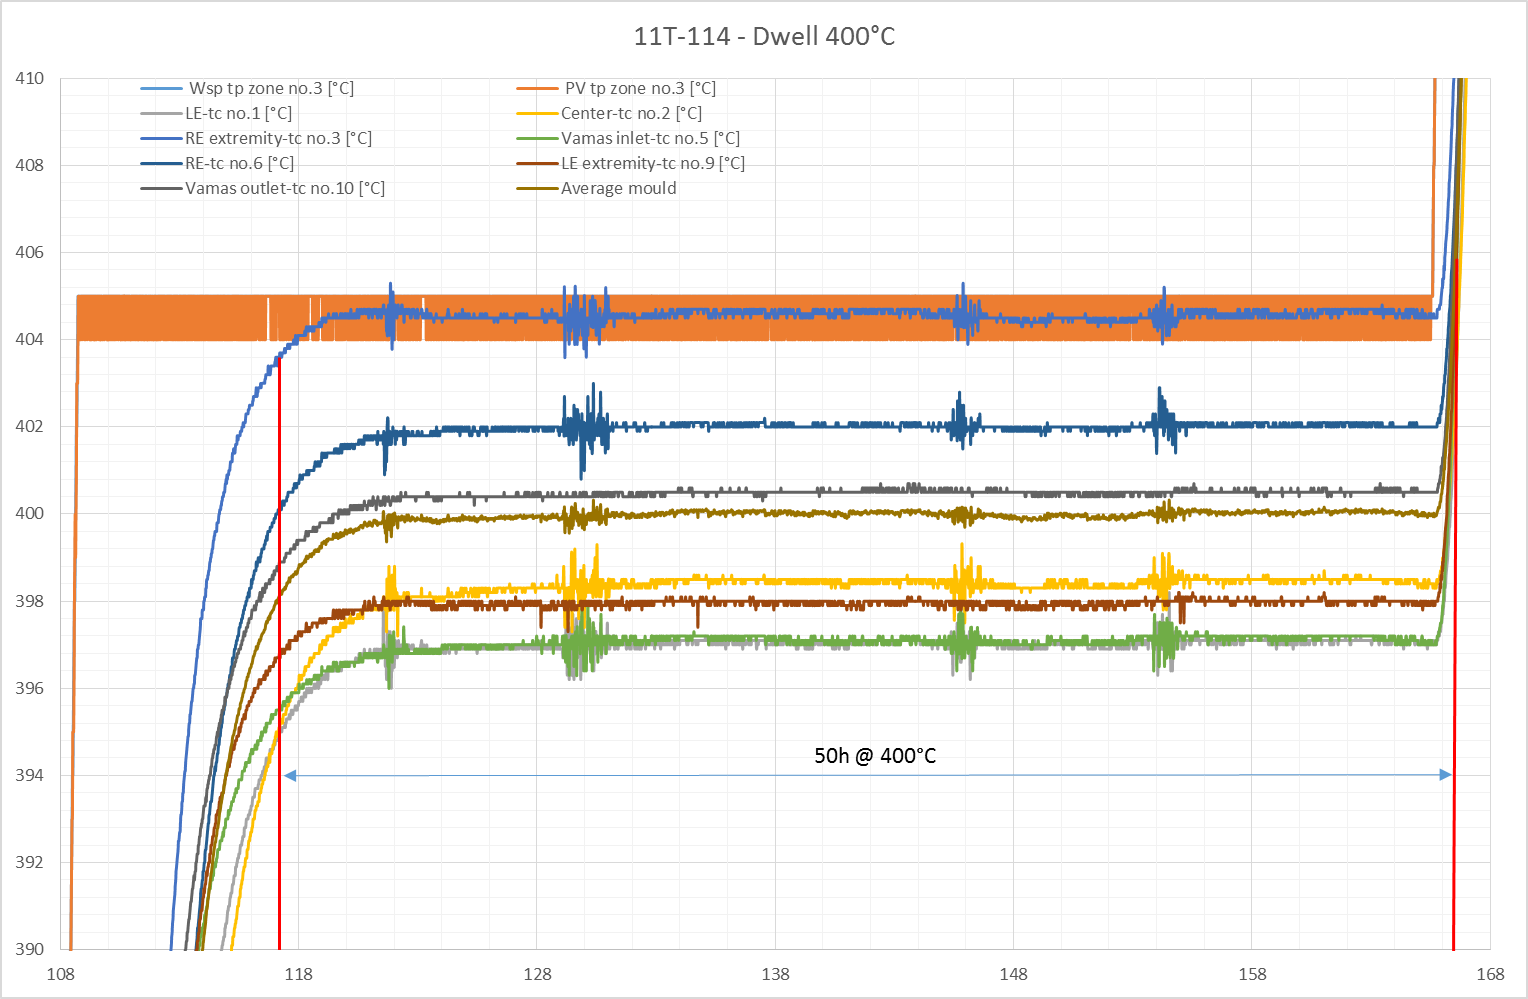 11T-114 - Dwell 400°C
410
Wsp tp zone no.3 [°C] PV tp zone no.3 [°C]
LE-tc no.1 [°C] Center-tc no.2 [°C]
RE extremity-tc no.3 [°C] Vamas inlet-tc no.5 [°C]
408
RE-tc no.6 [°C] LE extremity-tc no.9 [°C]
Vamas outlet-tc no.10 [°C] Average mould
406
404
402
400
398
396
50h @ 400°C
394
392
390
108 118 128 138 148 158 168